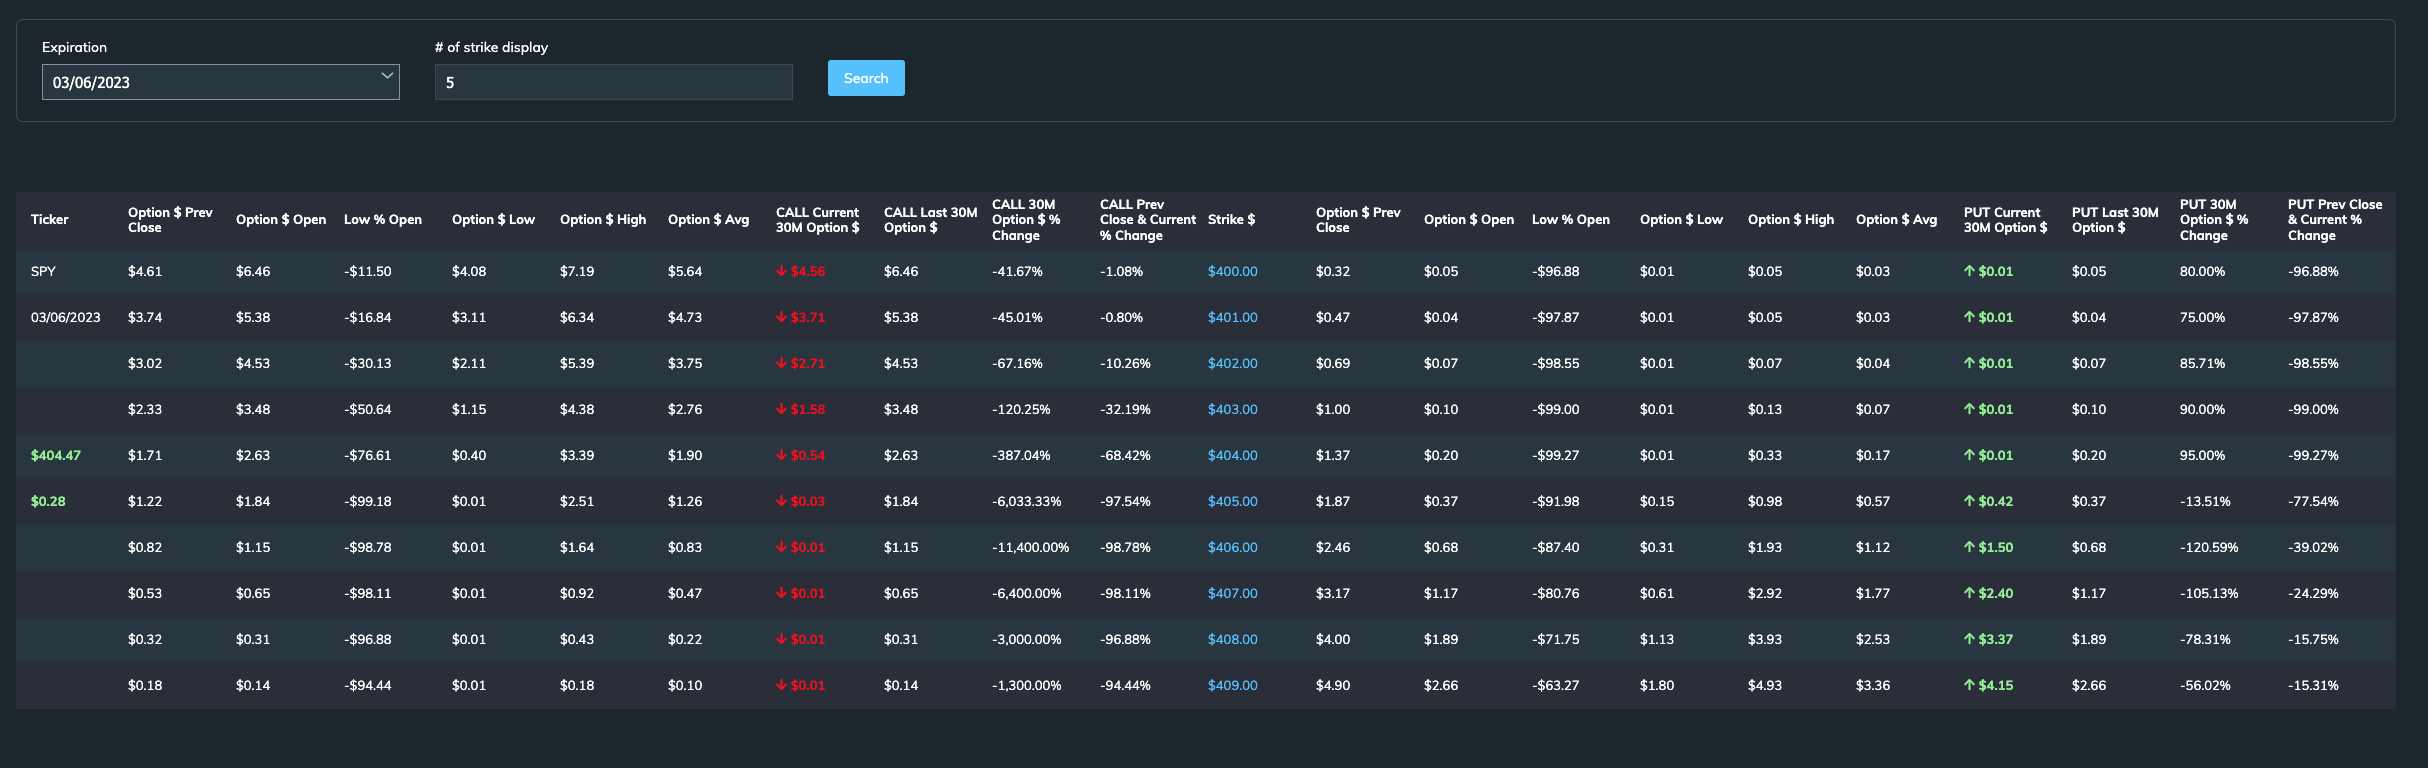 Expiration # of strike display
03/06/2023 5 Search
Ticker Option $ Prev Close Option $ Open Low % Open Option $ Low Option $ High Option $ Avg CALL Current 30M Option $ CALL Last 30M Option $ CALL 30M Option $ % Change CALL Prev Close & Current % Change Strike $ Option $ Prev Close Option $ Open Low % Open Option $ Low Option $ High Option $ Avg PUT Current 30M Option $ PUT Last 30M Option $ PUT 30M Option $ % Change PUT Prev Close & Current % Change
SPY $4.61 $6.46 -$11.50 $4.08 $7.19 $5.64 ↓ $4.56 $6.46 -41.67% -1.08% $400.00 $0.32 $0.05 -$96.88 $0.01 $0.05 $0.03 ↑ $0.01 $0.05 80.00% -96.88%
03/06/2023 $3.74 $5.38 -$16.84 $3.11 $6.34 $4.73 ↓ $3.71 $5.38 -45.01% -0.80% $401.00 $0.47 $0.04 -$97.87 $0.01 $0.05 $0.03 ↑ $0.01 $0.04 75.00% -97.87%
$3.02 $4.53 -$30.13 $2.11 $5.39 $3.75 ↓ $2.71 $4.53 -67.16% -10.26% $402.00 $0.69 $0.07 -$98.55 $0.01 $0.07 $0.04 ↑ $0.01 $0.07 85.71% -98.55%
$2.33 $3.48 -$50.64 $1.15 $4.38 $2.76 ↓ $1.58 $3.48 -120.25% -32.19% $403.00 $1.00 $0.10 -$99.00 $0.01 $0.13 $0.07 ↑ $0.01 $0.10 90.00% -99.00%
$404.47 $1.71 $2.63 -$76.61 $0.40 $3.39 $1.90 ↓ $0.54 $2.63 -387.04% -68.42% $404.00 $1.37 $0.20 -$99.27 $0.01 $0.33 $0.17 ↑ $0.01 $0.20 95.00% -99.27%
$0.28 $1.22 $1.84 -$99.18 $0.01 $2.51 $1.26 ↓ $0.03 $1.84 -6,033.33% -97.54% $405.00 $1.87 $0.37 -$91.98 $0.15 $0.98 $0.57 ↑ $0.42 $0.37 -13.51% -77.54%
$0.82 $1.15 -$98.78 $0.01 $1.64 $0.83 ↓ $0.01 $1.15 -11,400.00% -98.78% $406.00 $2.46 $0.68 -$87.40 $0.31 $1.93 $1.12 ↑ $1.50 $0.68 -120.59% -39.02%
$0.53 $0.65 -$98.11 $0.01 $0.92 $0.47 ↓ $0.01 $0.65 -6,400.00% -98.11% $407.00 $3.17 $1.17 -$80.76 $0.61 $2.92 $1.77 ↑ $2.40 $1.17 -105.13% -24.29%
$0.32 $0.31 -$96.88 $0.01 $0.43 $0.22 ↓ $0.01 $0.31 -3,000.00% -96.88% $408.00 $4.00 $1.89 -$71.75 $1.13 $3.93 $2.53 ↑ $3.37 $1.89 -78.31% -15.75%
$0.18 $0.14 -$94.44 $0.01 $0.18 $0.10 ↓ $0.01 $0.14 -1,300.00% -94.44% $409.00 $4.90 $2.66 -$63.27 $1.80 $4.93 $3.36 ↑ $4.15 $2.66 -56.02% -15.31%